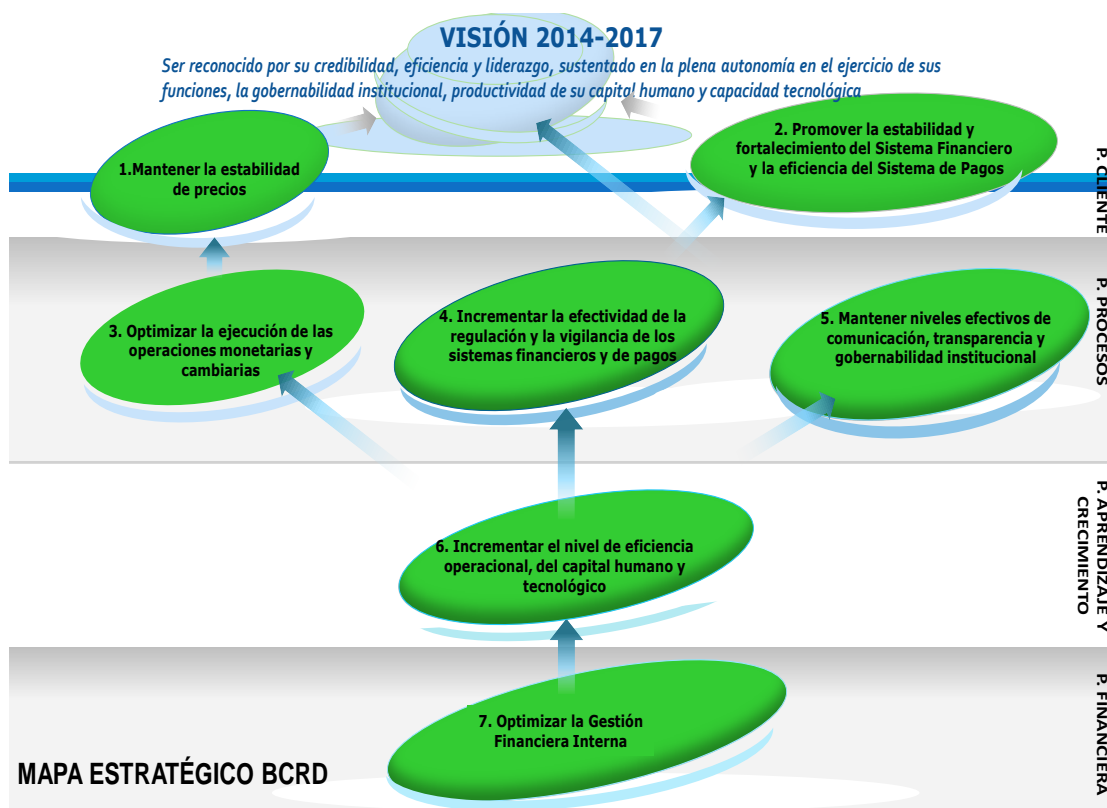 VISIÓN 2014-2017
Ser reconocido por su credibilidad, eficiencia y liderazgo, sustentado en la plena autonomía en el ejercicio de sus
funciones, la gobernabilidad institucional, productividad de su capital humano y capacidad tecnológica
1.Mantener la estabilidad
de precios
2. Promover la estabilidad y
fortalecimiento del Sistema Financiero
y la eficiencia del Sistema de Pagos
P. CLIENTE
3. Optimizar la ejecución de las
operaciones monetarias y
cambiarias
4. Incrementar la efectividad de la
regulación y la vigilancia de los
sistemas financieros y de pagos
5. Mantener niveles efectivos de
comunicación, transparencia y
gobernabilidad institucional
P. PROCESOS
6. Incrementar el nivel de eficiencia
operacional, del capital humano y
tecnológico
P. APRENDIZAJE Y
CRECIMIENTO
7. Optimizar la Gestión
Financiera Interna
P. FINANCIERA
MAPA ESTRATÉGICO BCRD